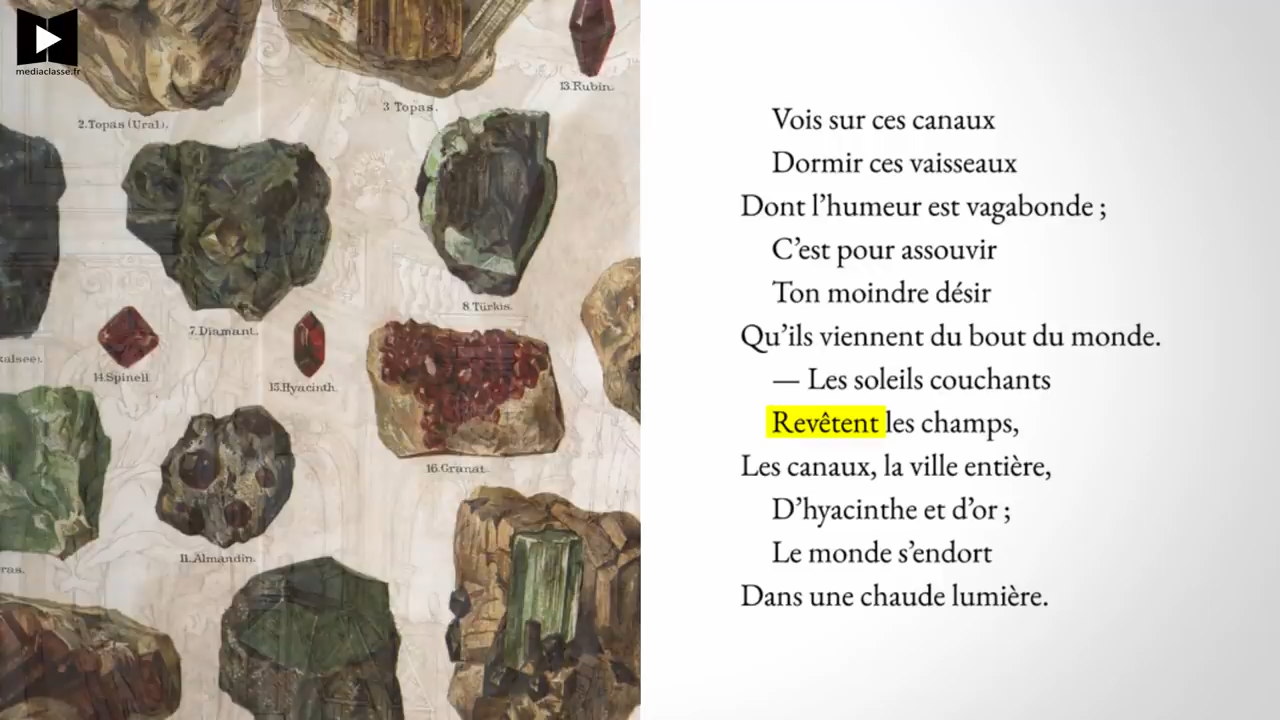 mediaclasse.fr
2.Topas (Ural).
3 Topas.
13.Rubin.
7.Diamant.
8.Türkis.
14.Spinell.
15.Hyacinth.
16.Granat.
11.Almandin.
Vois sur ces canaux
Dormir ces vaisseaux
Dont l’humeur est vagabonde ;
C’est pour assouvir
Ton moindre désir
Qu’ils viennent du bout du monde.
— Les soleils couchants
Revêtent les champs,
Les canaux, la ville entière,
D’hyacinthe et d’or ;
Le monde s’endort
Dans une chaude lumière.